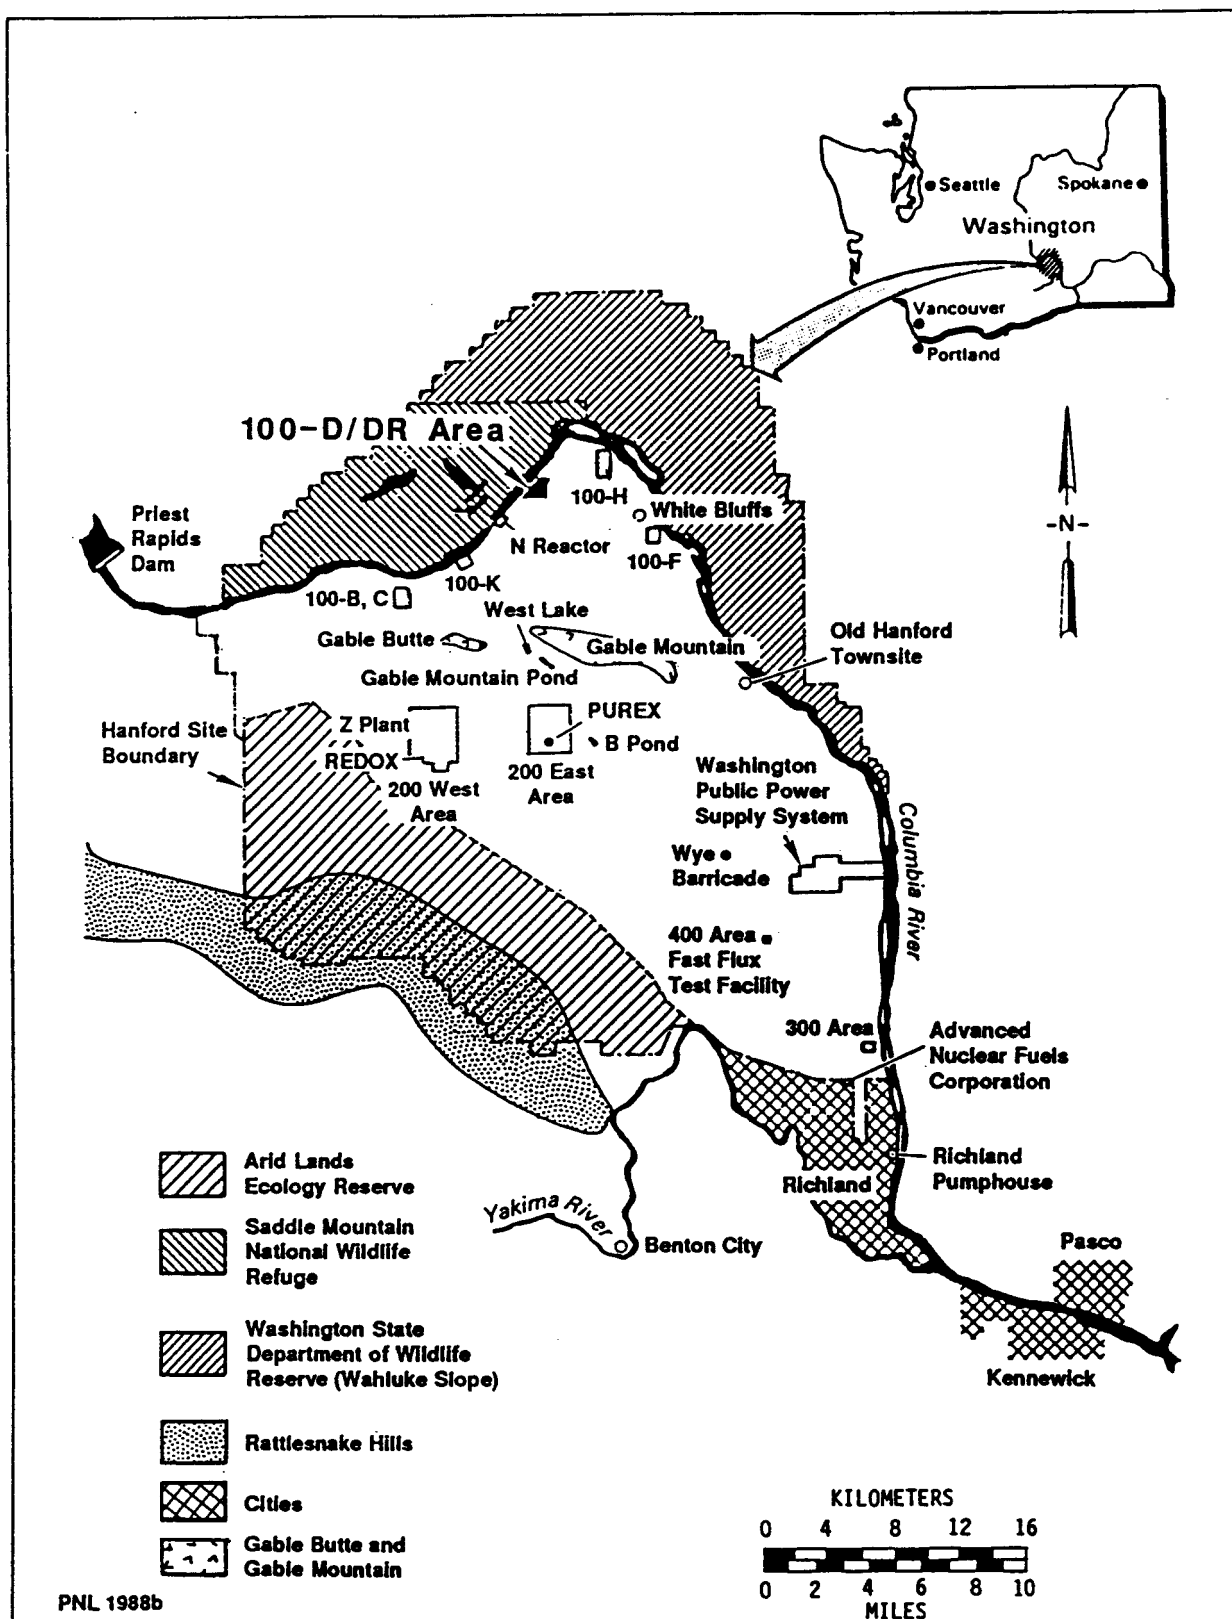 Seattle
Spokane
Washington
Vancouver
Portland
100-D/DR Area
-N-
100-H
White Bluffs
Priest
Rapids
Dam
N Reactor
100-F
100-K
100-B, C
West Lake
Gable Butte
Gable Mountain
Old Hanford
Townsite
Gable Mountain Pond
Hanford Site
Boundary
Z Plant
REDOX
PUREX
B Pond
200 West
Area
200 East
Area
Washington
Public Power
Supply System
Columbia River
Wye
Barricade
400 Area
Fast Flux
Test Facility
300 Area
Advanced
Nuclear Fuels
Corporation
Richland
Pumphouse
Richland
Yakima River
Benton City
Pasco
Kennewick
Arid Lands
Ecology Reserve
Saddle Mountain
National Wildlife
Refuge
Washington State
Department of Wildlife
Reserve (Wahluke Slope)
Rattlesnake Hills
Cities
Gable Butte and
Gable Mountain
KILOMETERS
0 4 8 12 16
0 2 4 6 8 10
MILES
PNL 1988b